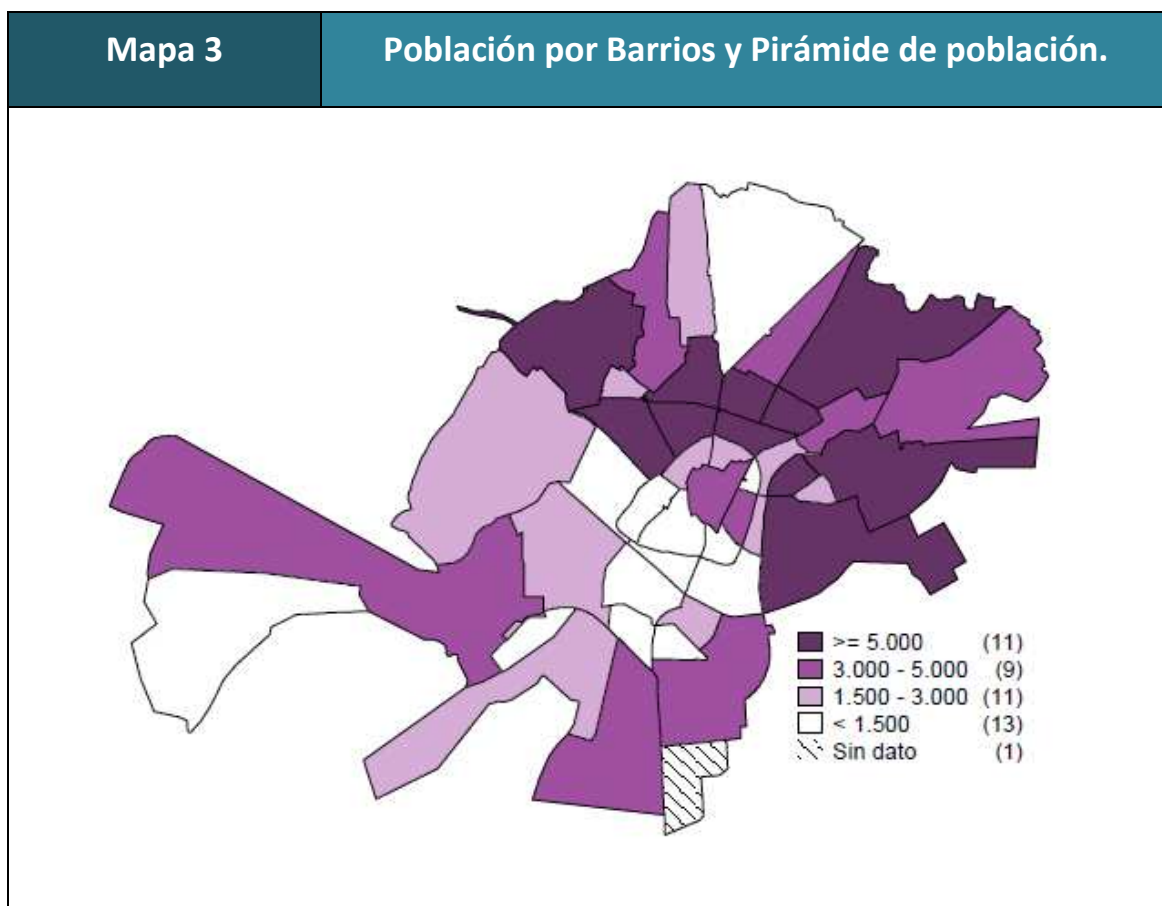 Mapa 3
Población por Barrios y Pirámide de población.
>= 5.000 (11)
3.000 - 5.000 (9)
1.500 - 3.000 (11)
< 1.500 (13)
Sin dato (1)